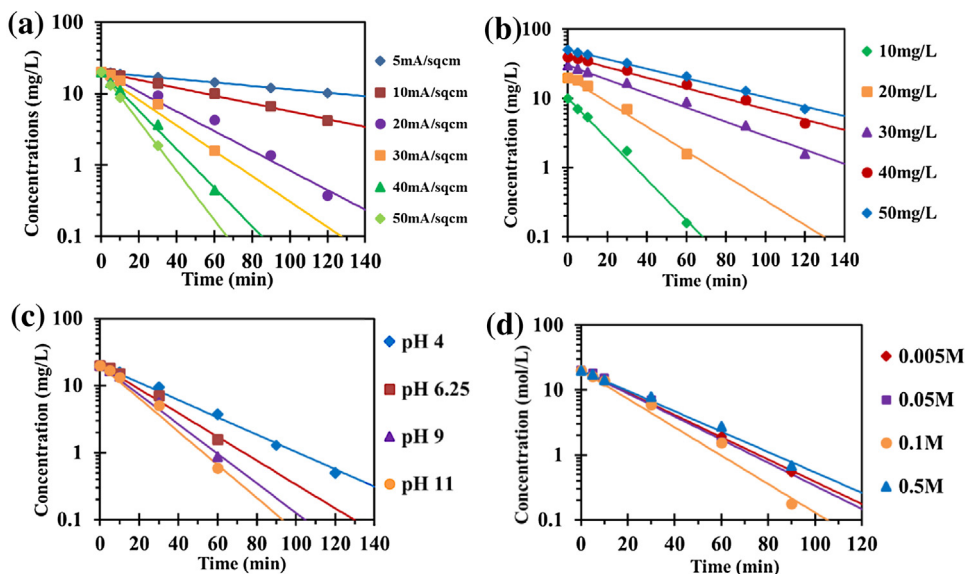 (a)
Concentrations (mg/L)
100
10
1
0.1
0 20 40 60 80 100 120 140
Time (min)
5mA/sqcm
10mA/sqcm
20mA/sqcm
30mA/sqcm
40mA/sqcm
50mA/sqcm
(b)
Concentration (mg/L)
100
10
1
0.1
0 20 40 60 80 100 120 140
Time (min)
10mg/L
20mg/L
30mg/L
40mg/L
50mg/L
(c)
Concentration (mg/L)
100
10
1
0.1
0 20 40 60 80 100 120 140
Time (min)
pH 4
pH 6.25
pH 9
pH 11
(d)
Concentration (mol/L)
100
10
1
0.1
0 20 40 60 80 100 120
Time (min)
0.005M
0.05M
0.1M
0.5M